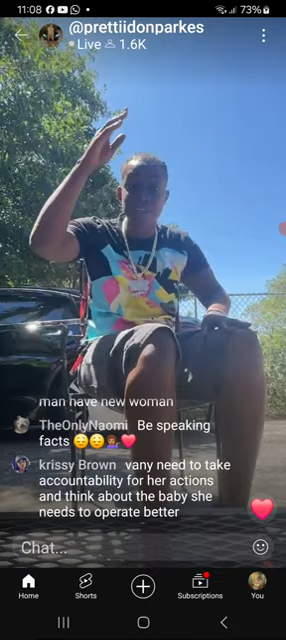 11:08
73%
@prettiidonparkes
Live 1.6K
man have new woman
TheOnlyNaomi Be speaking
facts 😌😌💁🏾‍♀️❤️
krissy Brown vany need to take
accountability for her actions
and think about the baby she
needs to operate better
Chat...
Home
Shorts
Subscriptions
You